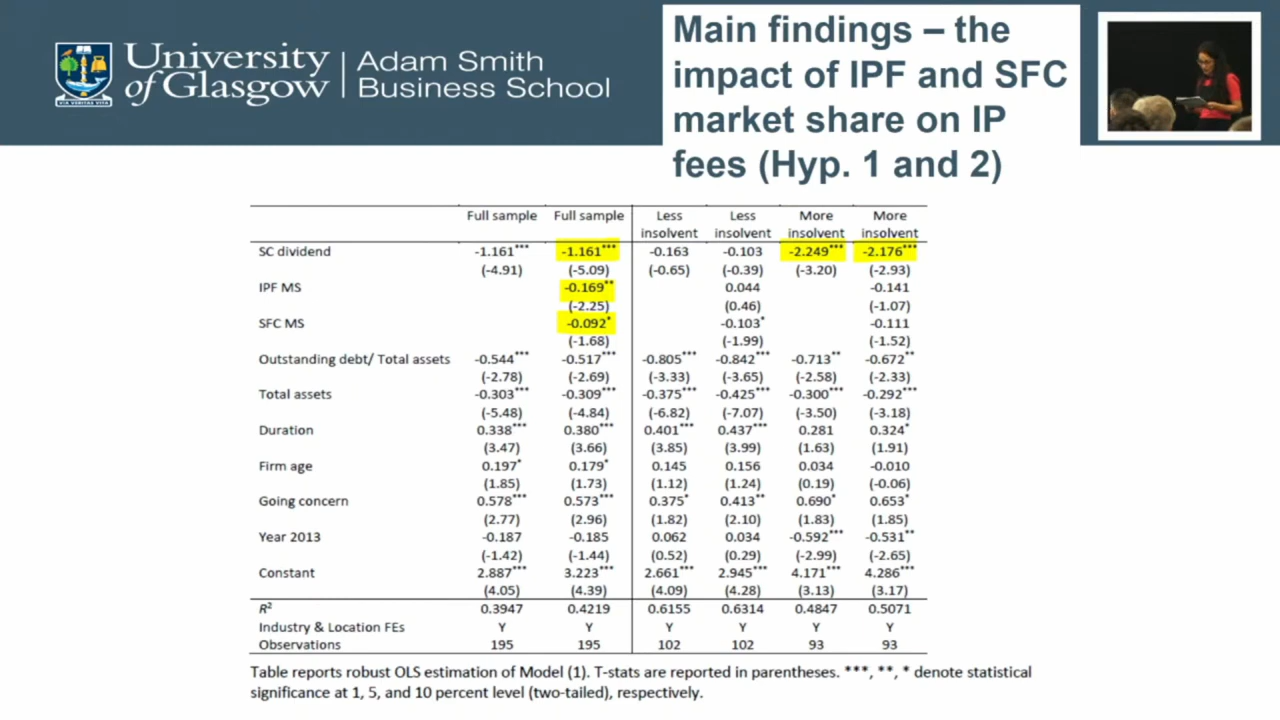 University of Glasgow
Adam Smith Business School
VIA VERITAS VITA
Main findings – the
impact of IPF and SFC
market share on IP
fees (Hyp. 1 and 2)
Full sample Full sample Less insolvent Less insolvent More insolvent More insolvent
SC dividend -1.161*** -1.161*** -0.163 -0.103 -2.249*** -2.176***
(-4.91) (-5.09) (-0.65) (-0.39) (-3.20) (-2.93)
IPF MS -0.169** 0.044 -0.141
(-2.25) (0.46) (-1.07)
SFC MS -0.092* -0.103* -0.111
(-1.68) (-1.99) (-1.52)
Outstanding debt/ Total assets -0.544*** -0.517*** -0.805*** -0.842*** -0.713** -0.672**
(-2.78) (-2.69) (-3.33) (-3.65) (-2.58) (-2.33)
Total assets -0.303*** -0.309*** -0.375*** -0.425*** -0.300*** -0.292***
(-5.48) (-4.84) (-6.82) (-7.07) (-3.50) (-3.18)
Duration 0.338*** 0.380*** 0.401*** 0.437*** 0.281 0.324*
(3.47) (3.66) (3.85) (3.99) (1.63) (1.91)
Firm age 0.197* 0.179* 0.145 0.156 0.034 -0.010
(1.85) (1.73) (1.12) (1.24) (0.19) (-0.06)
Going concern 0.578*** 0.573*** 0.375* 0.413** 0.690* 0.653*
(2.77) (2.96) (1.82) (2.10) (1.83) (1.85)
Year 2013 -0.187 -0.185 0.062 0.034 -0.592*** -0.531**
(-1.42) (-1.44) (0.52) (0.29) (-2.99) (-2.65)
Constant 2.887*** 3.223*** 2.661*** 2.945*** 4.171*** 4.286***
(4.05) (4.39) (4.09) (4.28) (3.13) (3.17)
R² 0.3947 0.4219 0.6155 0.6314 0.4847 0.5071
Industry & Location FEs Y Y Y Y Y Y
Observations 195 195 102 102 93 93
Table reports robust OLS estimation of Model (1). T-stats are reported in parentheses. ***, **, * denote statistical
significance at 1, 5, and 10 percent level (two-tailed), respectively.